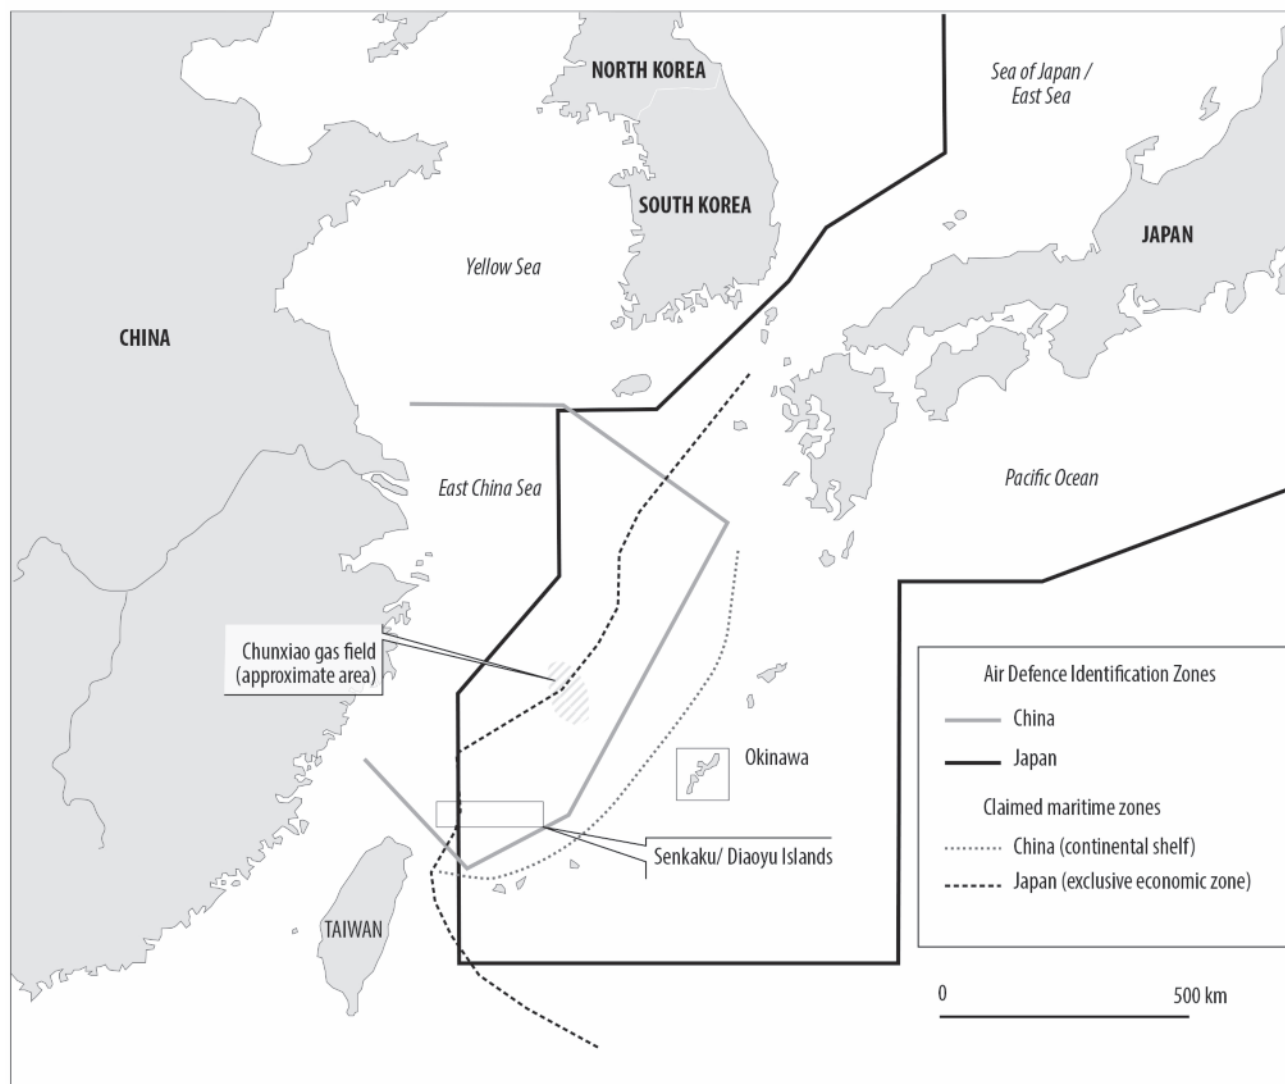 NORTH KOREA
Sea of Japan /
East Sea
SOUTH KOREA
JAPAN
Yellow Sea
CHINA
East China Sea
Pacific Ocean
Chunxiao gas field
(approximate area)
Okinawa
Senkaku/ Diaoyu Islands
TAIWAN
Air Defence Identification Zones
China
Japan
Claimed maritime zones
China (continental shelf)
Japan (exclusive economic zone)
0 500 km